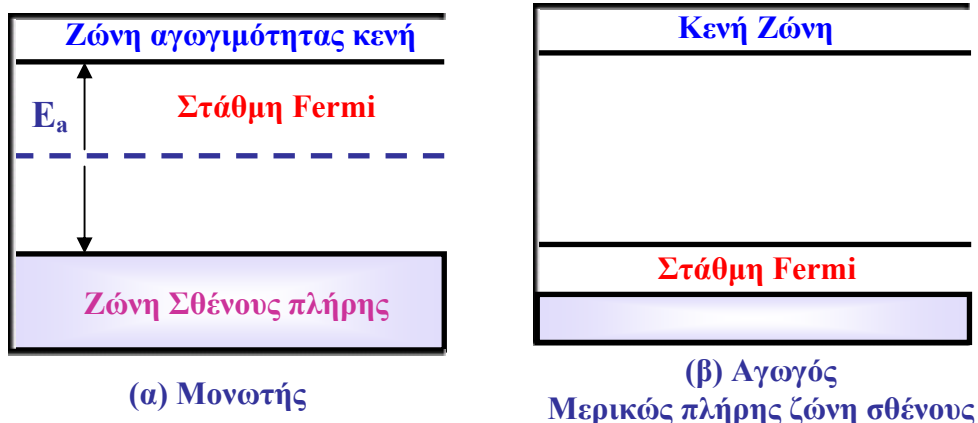 Ζώνη αγωγιμότητας κενή
Στάθμη Fermi
Eₐ
Ζώνη Σθένους πλήρης
(α) Μονωτής
Κενή Ζώνη
Στάθμη Fermi
(β) Αγωγός
Μερικώς πλήρης ζώνη σθένους